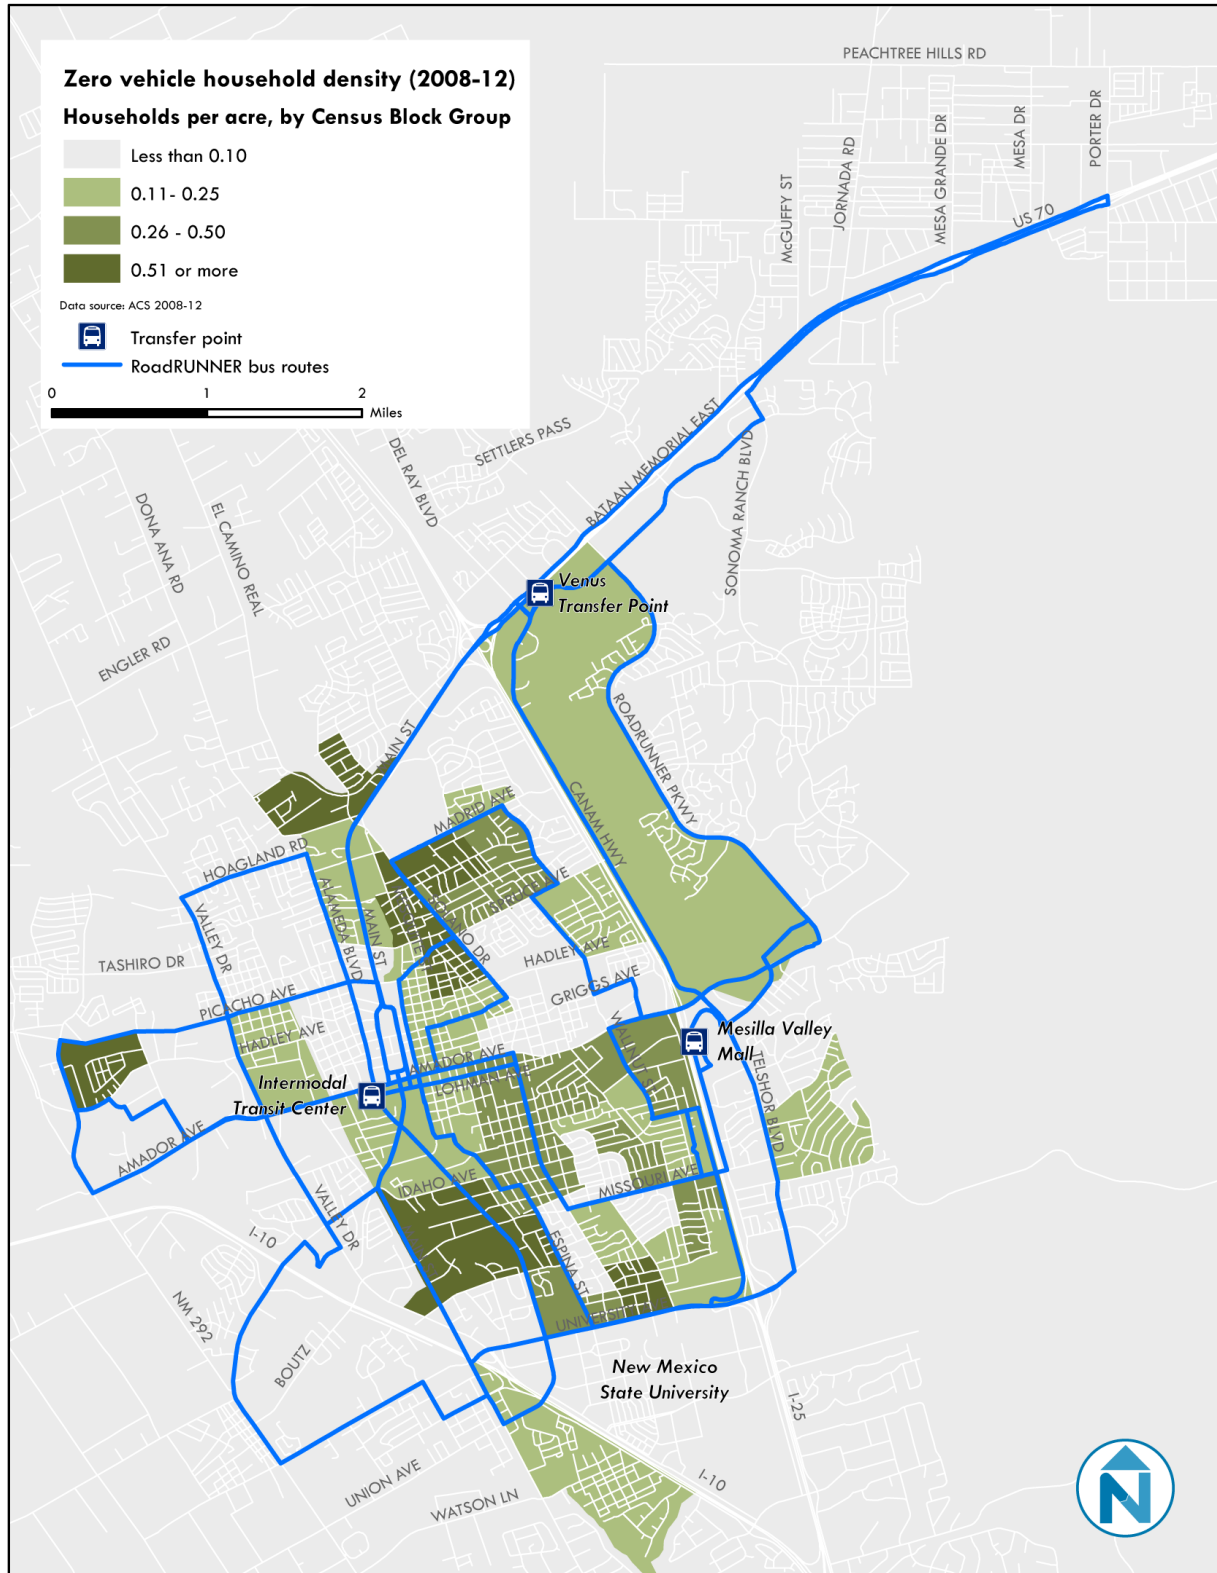 Zero vehicle household density (2008-12)
Households per acre, by Census Block Group
Less than 0.10
0.11- 0.25
0.26 - 0.50
0.51 or more
Data source: ACS 2008-12
Transfer point
RoadRUNNER bus routes
0 1 2
Miles
PEACHTREE HILLS RD
PORTER DR
MESA DR
MESA GRANDE DR
JORNADA RD
McGUFFY ST
US 70
SETTLERS PASS
DEL RAY BLVD
BATAAN MEMORIAL EAST
SONOMA RANCH BLVD
DONA ANA RD
EL CAMINO REAL
ENGLER RD
Venus
Transfer Point
ROADRUNNER PKWY
MAIN ST
CANAM HWY
MADRID AVE
HOAGLAND RD
SPRUCE AVE
ALAMEDA BLVD
MAIN ST
SOLANO DR
VALLEY DR
HADLEY AVE
TASHIRO DR
GRIGGS AVE
PICACHO AVE
HADLEY AVE
WALNUT ST
Mesilla Valley
Mall
TELSHOR BLVD
AMADOR AVE
LOHMAN AVE
Intermodal
Transit Center
AMADOR AVE
IDAHO AVE
MISSOURI AVE
VALLEY DR
I-10
ESPINA ST
NM 292
BOUTZ
New Mexico
State University
I-25
UNION AVE
WATSON LN
I-10
N